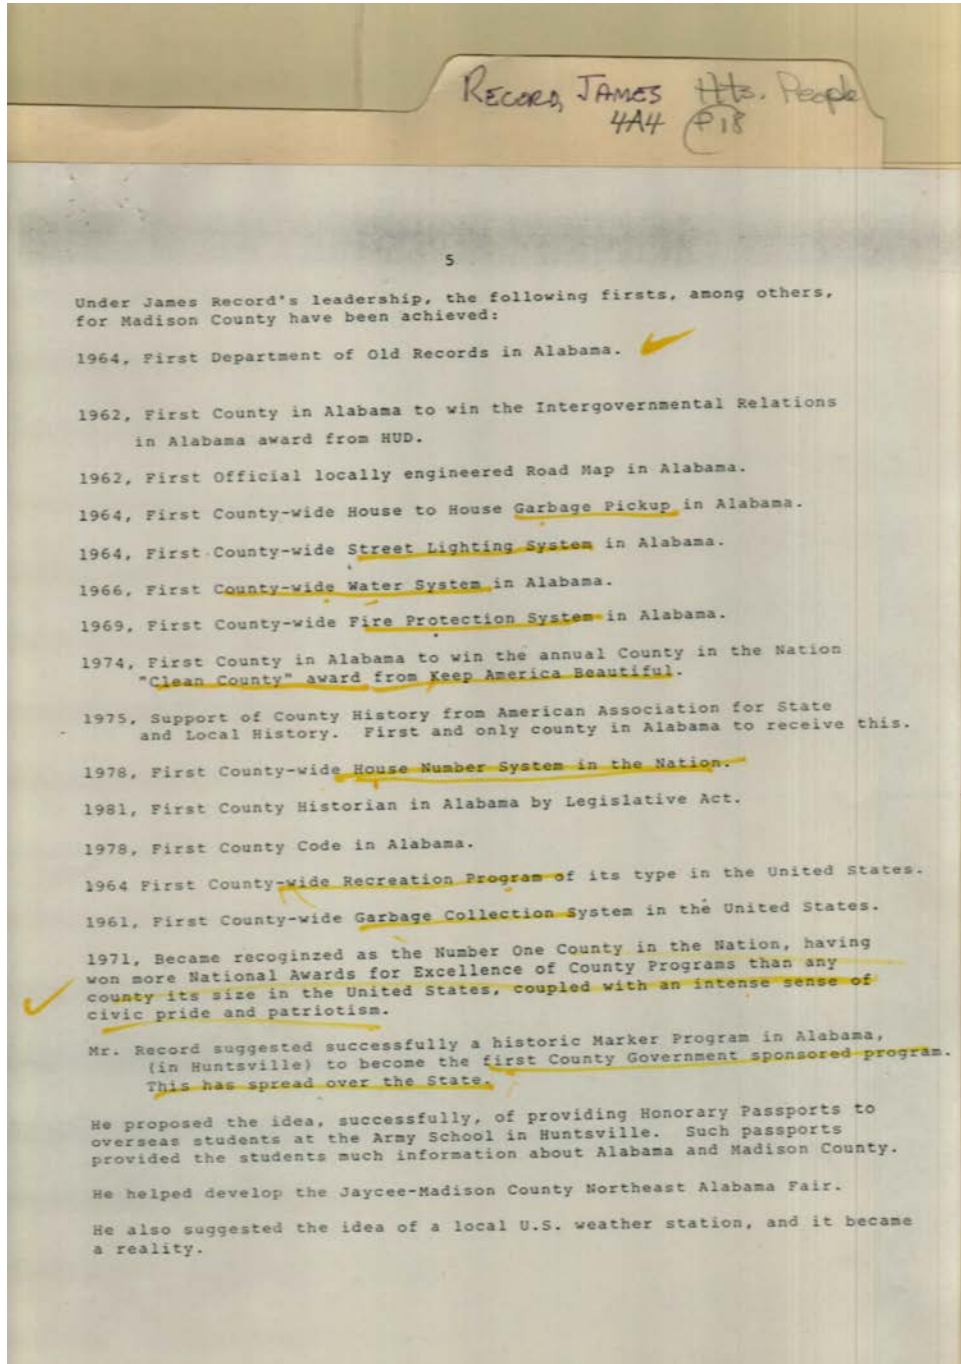 RECORD, JAMES Hts. People
4A4 P18
5
Under James Record's leadership, the following firsts, among others,
for Madison County have been achieved:
1964, First Department of Old Records in Alabama.
1962, First County in Alabama to win the Intergovernmental Relations
in Alabama award from HUD.
1962, First Official locally engineered Road Map in Alabama.
1964, First County-wide House to House Garbage Pickup in Alabama.
1964, First County-wide Street Lighting System in Alabama.
1966, First County-wide Water System in Alabama.
1969, First County-wide Fire Protection System in Alabama.
1974, First County in Alabama to win the annual County in the Nation
"Clean County" award from Keep America Beautiful.
1975, Support of County History from American Association for State
and Local History. First and only county in Alabama to receive this.
1978, First County-wide House Number System in the Nation.
1981, First County Historian in Alabama by Legislative Act.
1978, First County Code in Alabama.
1964 First County-wide Recreation Program of its type in the United States.
1961, First County-wide Garbage Collection System in the United States.
1971, Became recoginzed as the Number One County in the Nation, having
won more National Awards for Excellence of County Programs than any
county its size in the United States, coupled with an intense sense of
civic pride and patriotism.
Mr. Record suggested successfully a historic Marker Program in Alabama,
(in Huntsville) to become the first County Government sponsored program.
This has spread over the State.
He proposed the idea, successfully, of providing Honorary Passports to
overseas students at the Army School in Huntsville. Such passports
provided the students much information about Alabama and Madison County.
He helped develop the Jaycee-Madison County Northeast Alabama Fair.
He also suggested the idea of a local U.S. weather station, and it became
a reality.